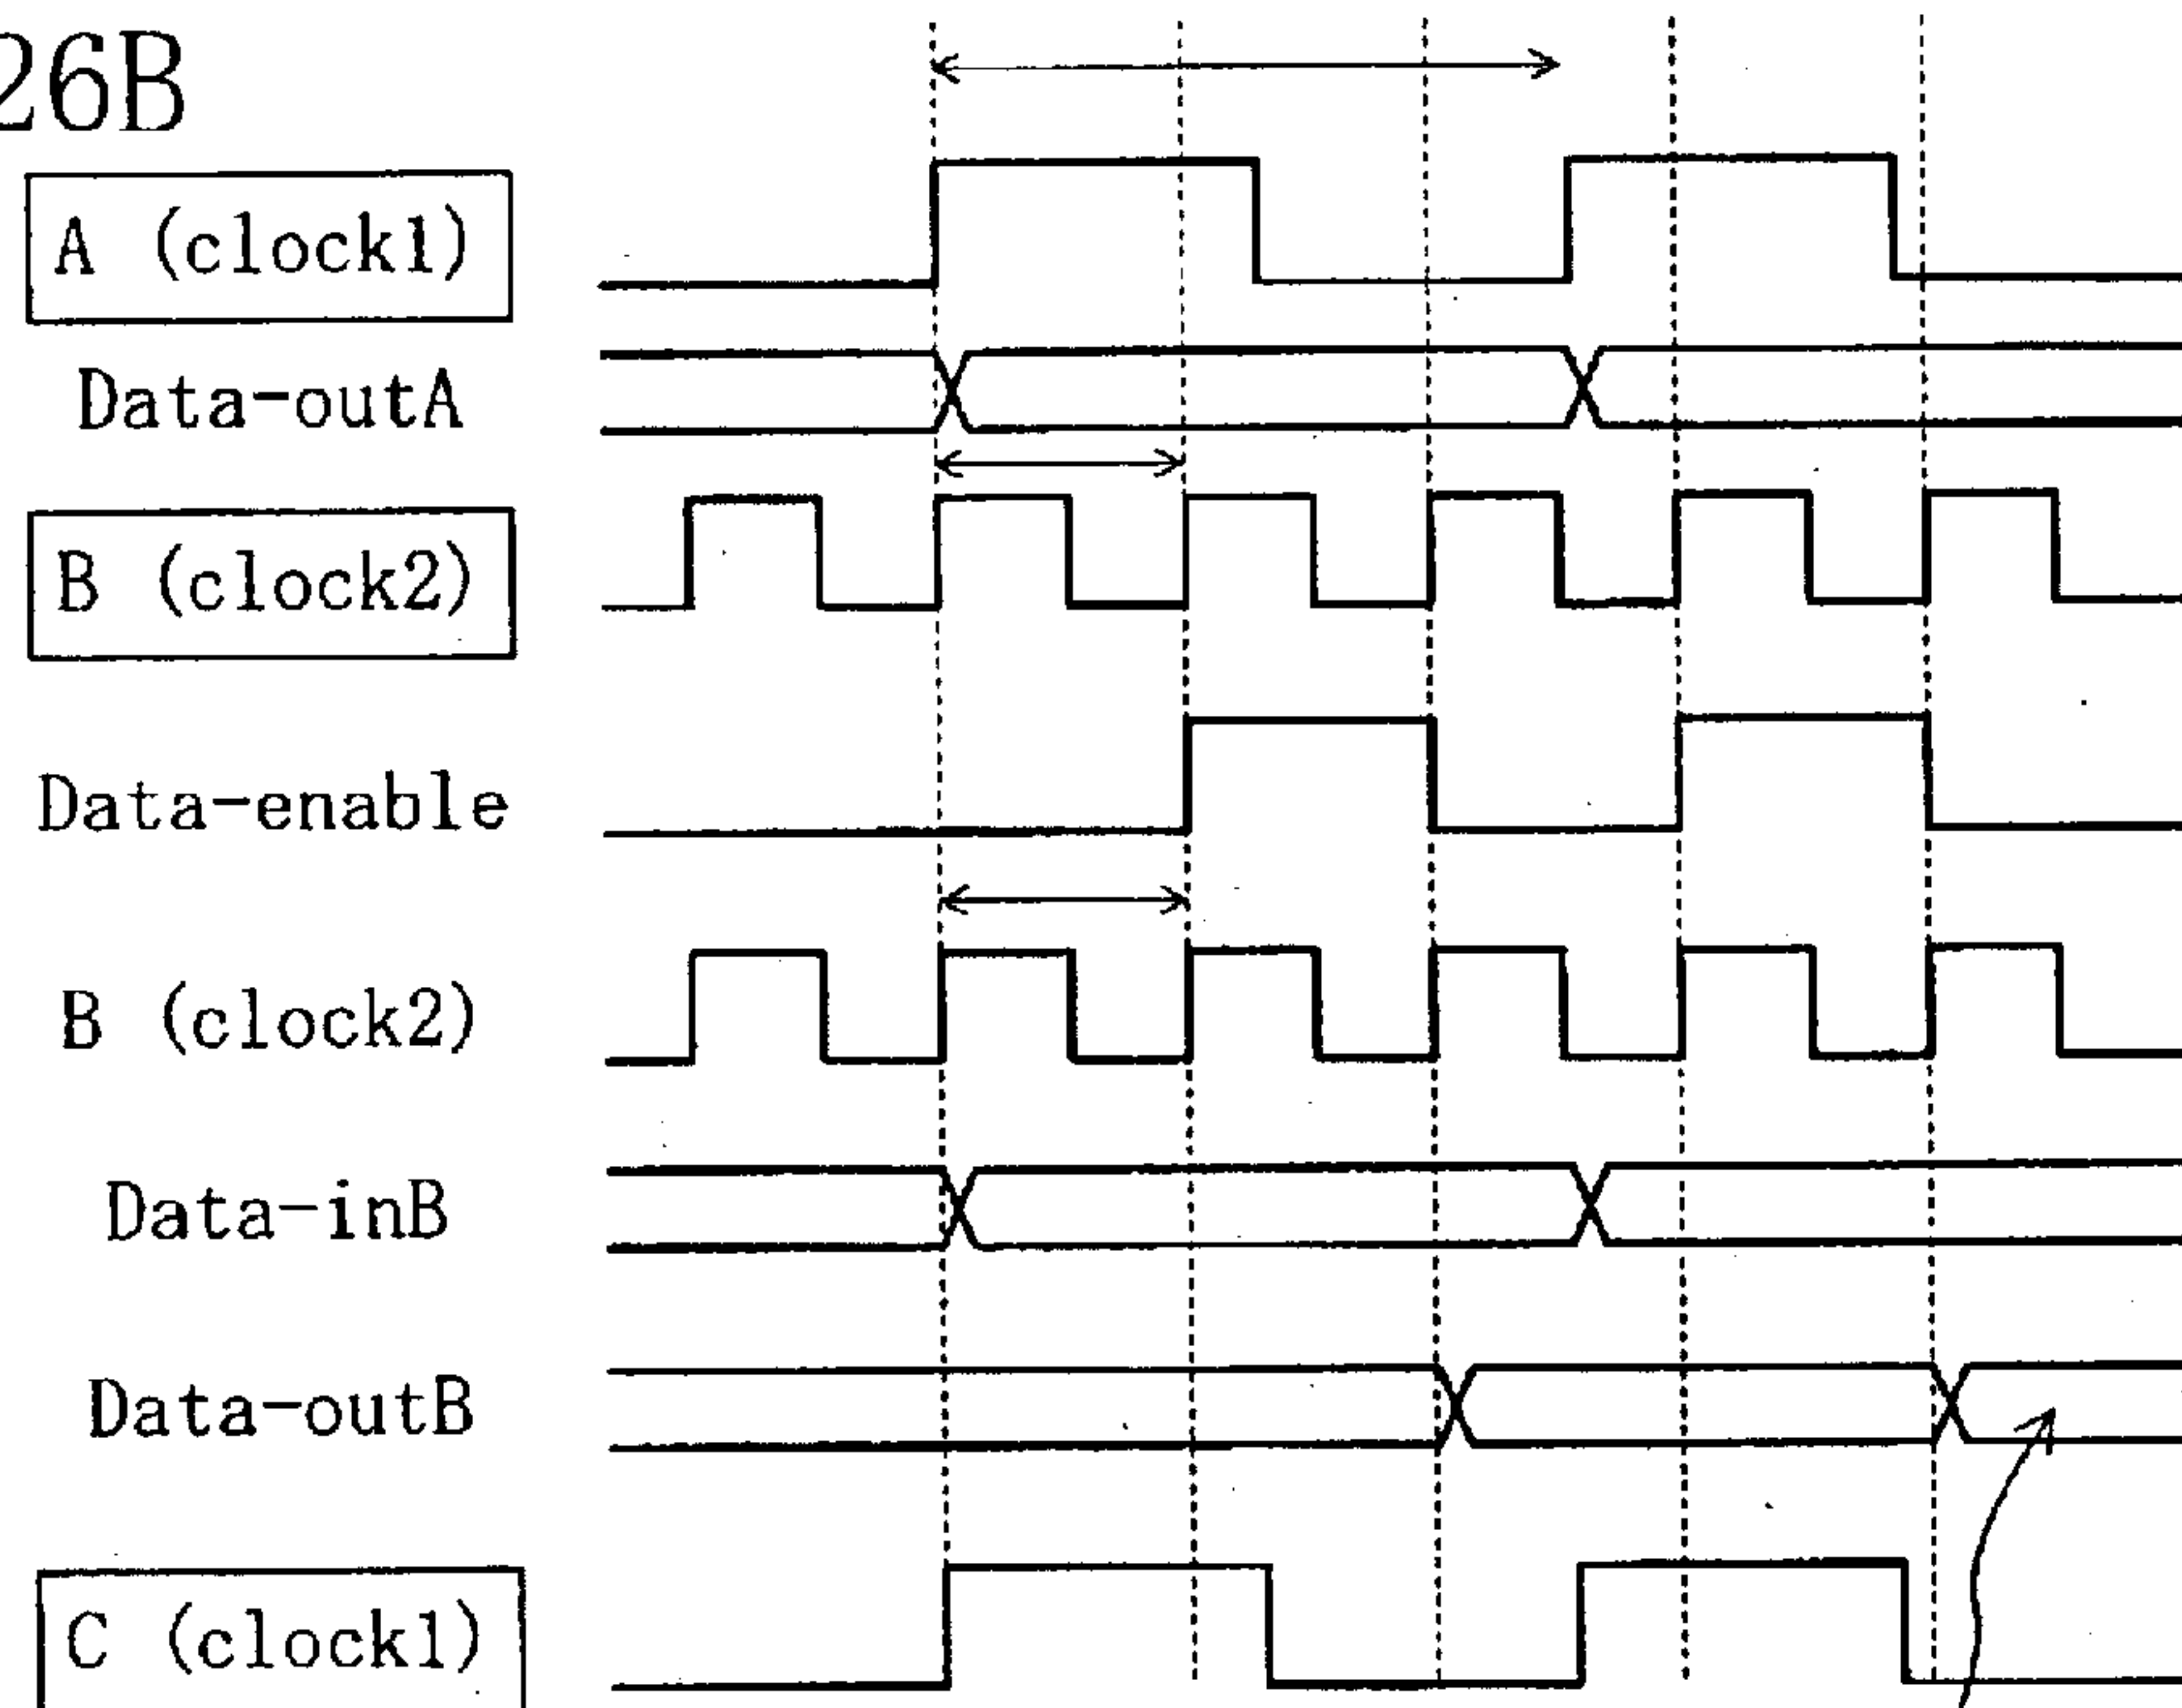 26B
A (clock1)
Data-outA
B (clock2)
Data-enable
B (clock2)
Data-inB
Data-outB
C (clock1)